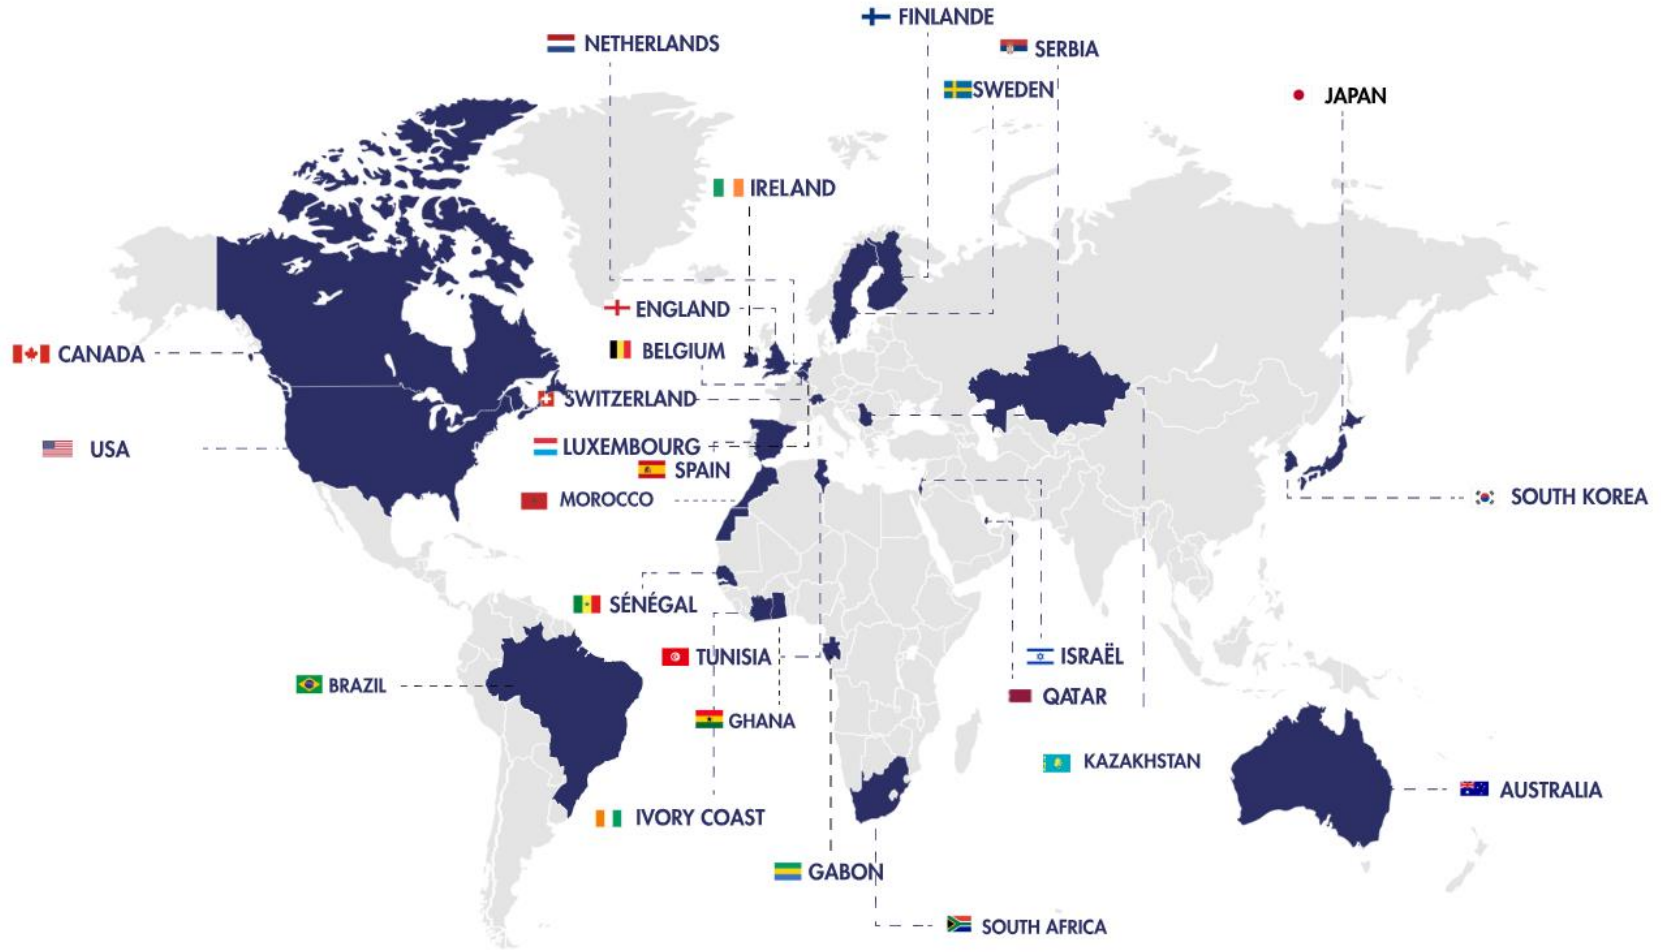 FINLANDE
NETHERLANDS
SERBIA
SWEDEN
JAPAN
IRELAND
ENGLAND
BELGIUM
CANADA
SWITZERLAND
USA
LUXEMBOURG
SPAIN
MOROCCO
SOUTH KOREA
SÉNÉGAL
TUNISIA
ISRAËL
BRAZIL
QATAR
GHANA
KAZAKHSTAN
AUSTRALIA
IVORY COAST
GABON
SOUTH AFRICA